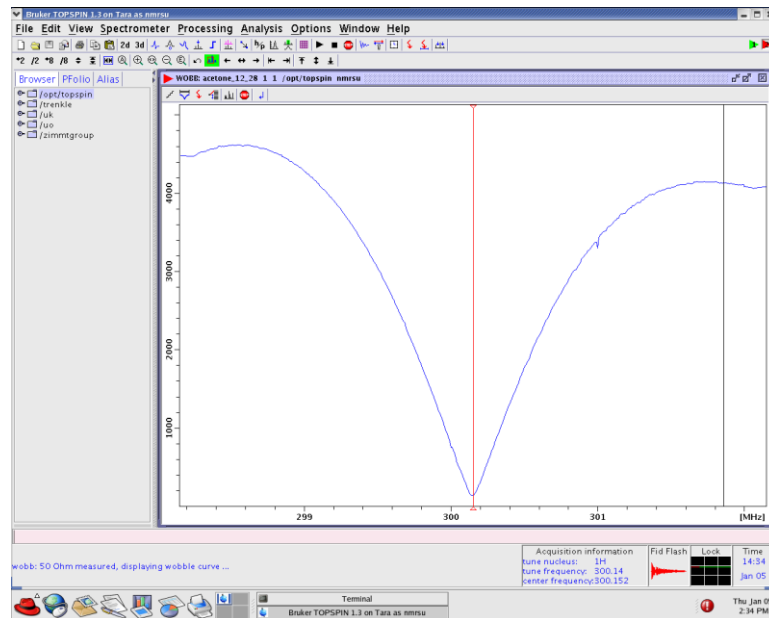 Bruker TOPSPIN 1.3 on Tara as nmrsu
File Edit View Spectrometer Processing Analysis Options Window Help
2d 3d
*2 /2 *8 /8
Browser PFolio Alias
WOBB: acetone_12_28 1 1 /opt/topspin nmrsu
/opt/topspin
/trenkle
/uk
/uo
/zimmtgroup
4000
3000
2000
1000
299 300 301 [MHz]
wobb: 50 Ohm measured, displaying wobble curve ...
Acquisition information
tune nucleus: 1H
tune frequency: 300.14
center frequency:300.152
Fid Flash
Lock
Time
14:34
Jan 05
Terminal
Bruker TOPSPIN 1.3 on Tara as nmrsu
Thu Jan
2:34 PM